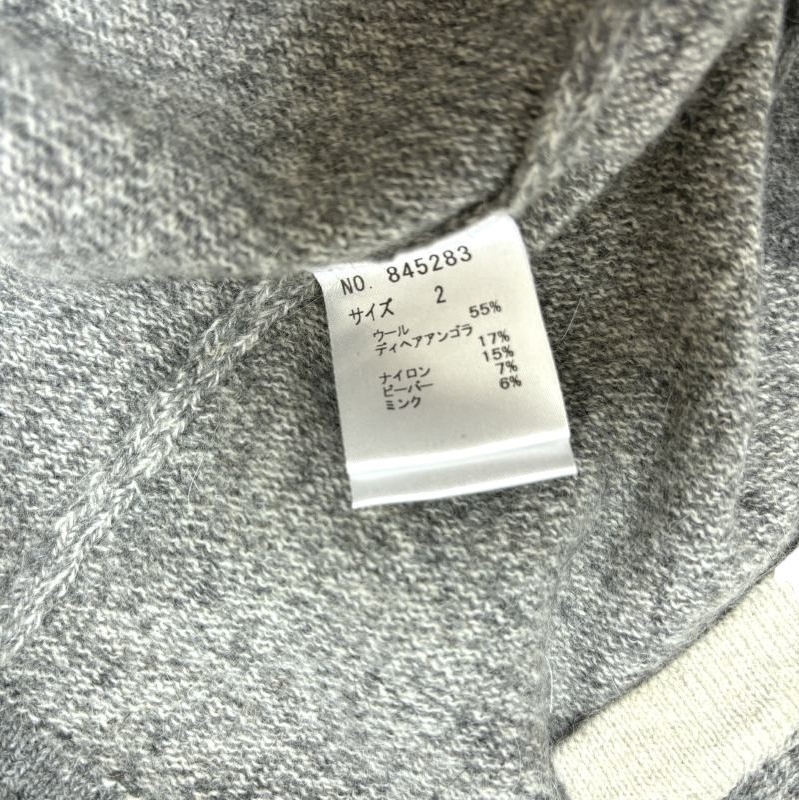 NO. 845283
サイズ 2
ウール 55%
ディヘアアンゴラ
17%
ナイロン 15%
ビーバー 7%
ミンク 6%